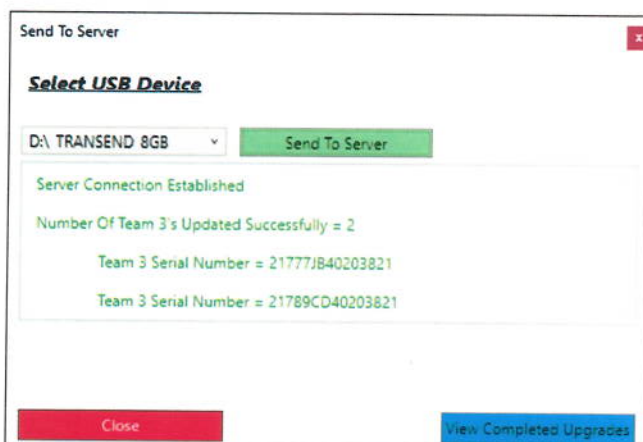 Send To Server
x
Select USB Device
D:\ TRANSEND 8GB
Send To Server
Server Connection Established
Number Of Team 3's Updated Successfully = 2
Team 3 Serial Number = 21777JB40203821
Team 3 Serial Number = 21789CD40203821
Close
View Completed Upgrades